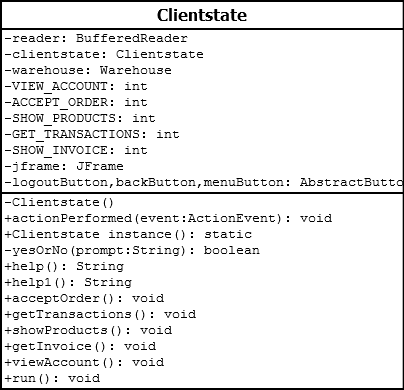 Clientstate
-reader: BufferedReader
-clientstate: Clientstate
-warehouse: Warehouse
-VIEW_ACCOUNT: int
-ACCEPT_ORDER: int
-SHOW_PRODUCTS: int
-GET_TRANSACTIONS: int
-SHOW_INVOICE: int
-jframe: JFrame
-logoutButton,backButton,menuButton: AbstractButto
-Clientstate()
+actionPerformed(event:ActionEvent): void
+Clientstate instance(): static
-yesOrNo(prompt:String): boolean
+help(): String
+help1(): String
+acceptOrder(): void
+getTransactions(): void
+showProducts(): void
+getInvoice(): void
+viewAccount(): void
+run(): void